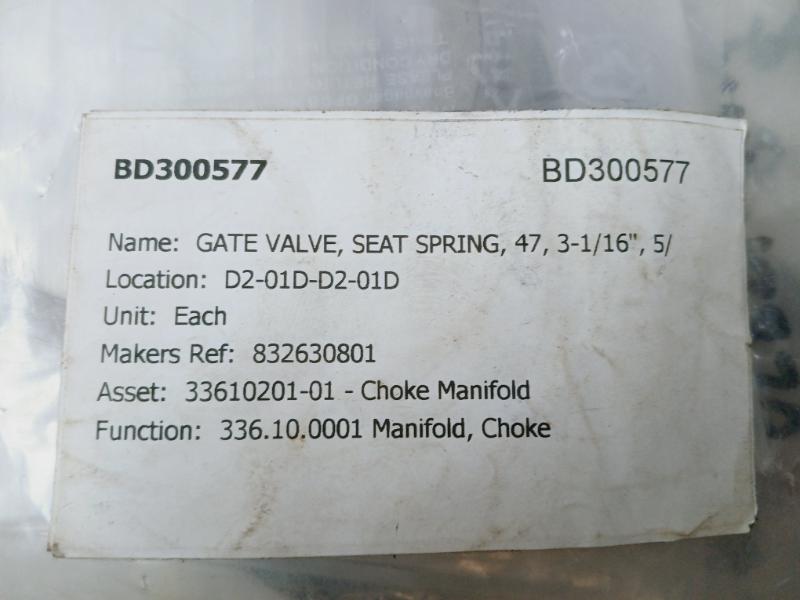 BD300577 BD300577
Name: GATE VALVE, SEAT SPRING, 47, 3-1/16", 5/
Location: D2-01D-D2-01D
Unit: Each
Makers Ref: 832630801
Asset: 33610201-01 - Choke Manifold
Function: 336.10.0001 Manifold, Choke